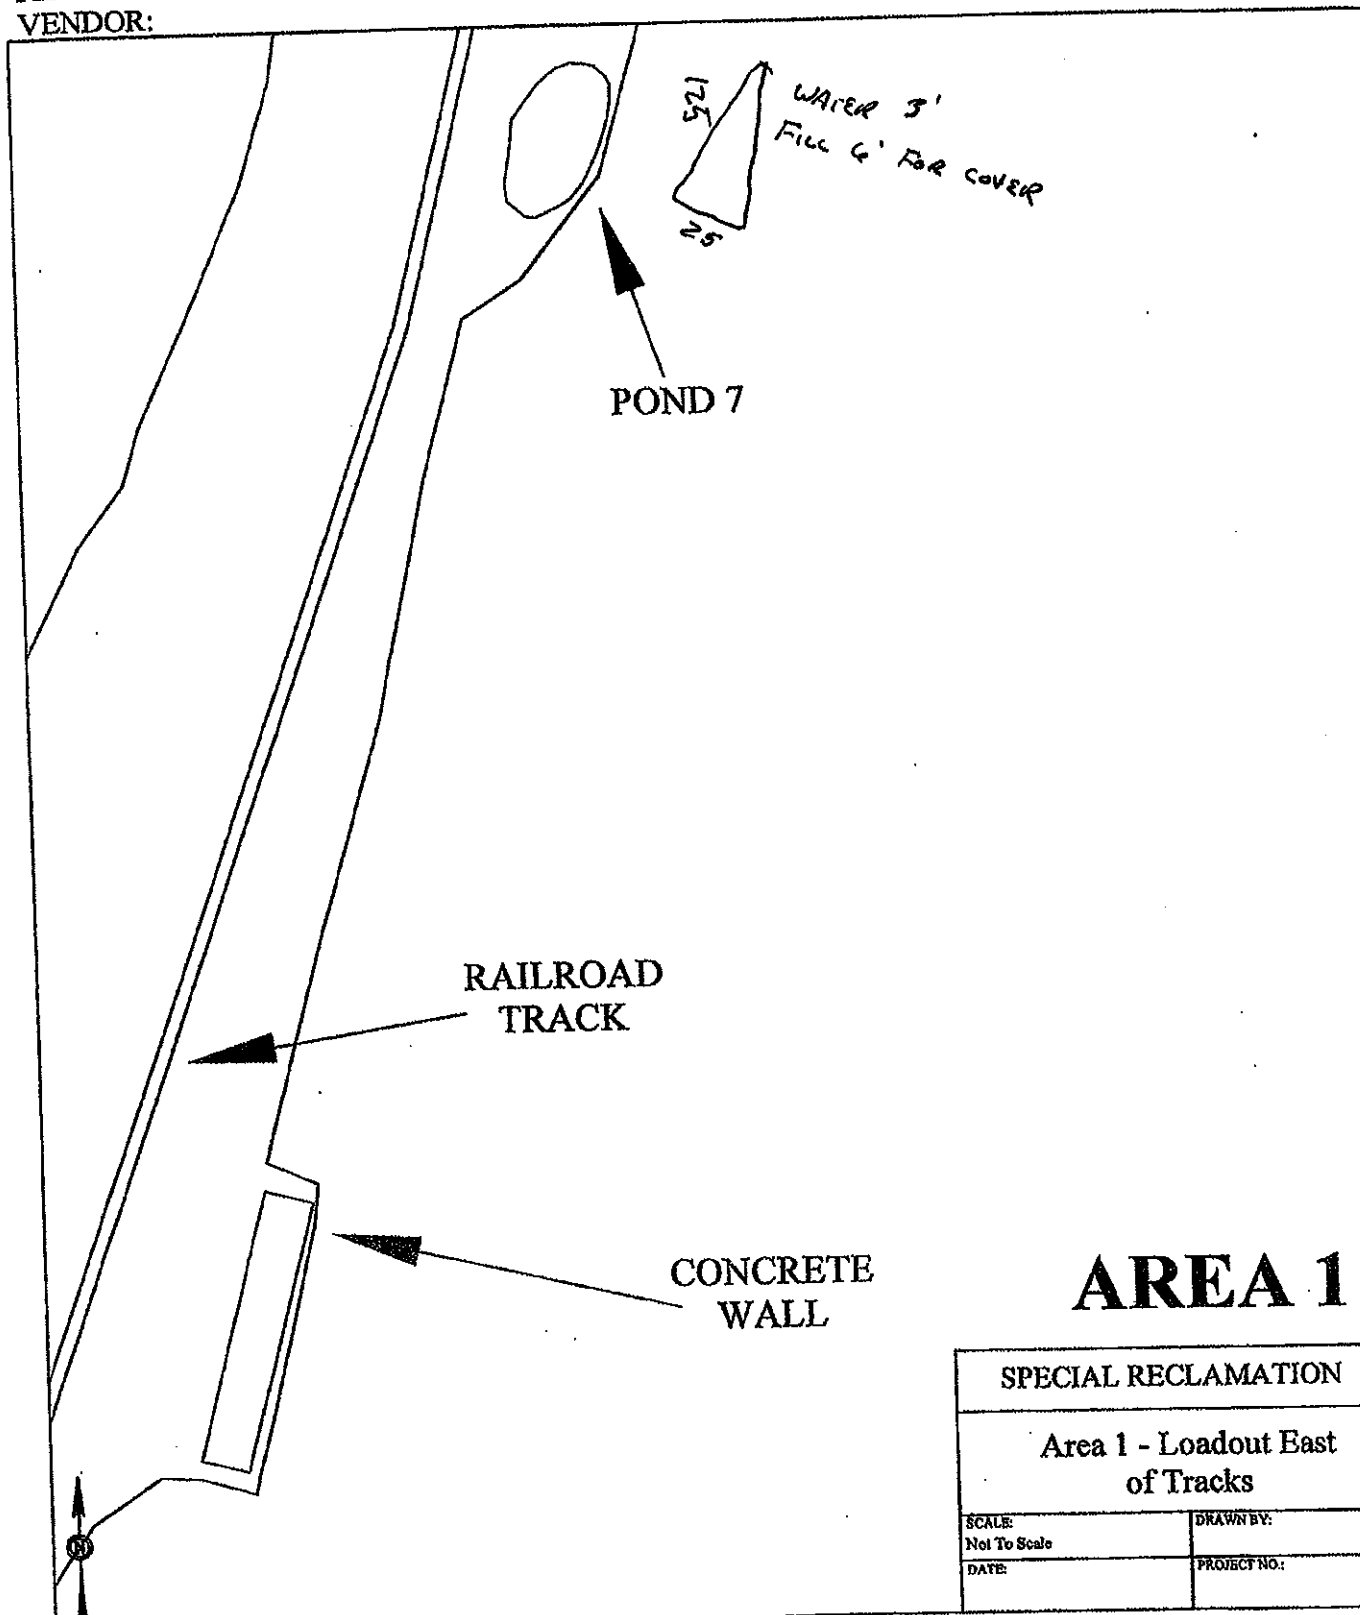 VENDOR:
125
WATER 3'
FILL 6' FOR COVER
25
POND 7
RAILROAD
TRACK
CONCRETE
WALL
AREA 1
SPECIAL RECLAMATION
Area 1 - Loadout East
of Tracks
SCALE:
Not To Scale
DRAWN BY:
DATE:
PROJECT NO.:
N